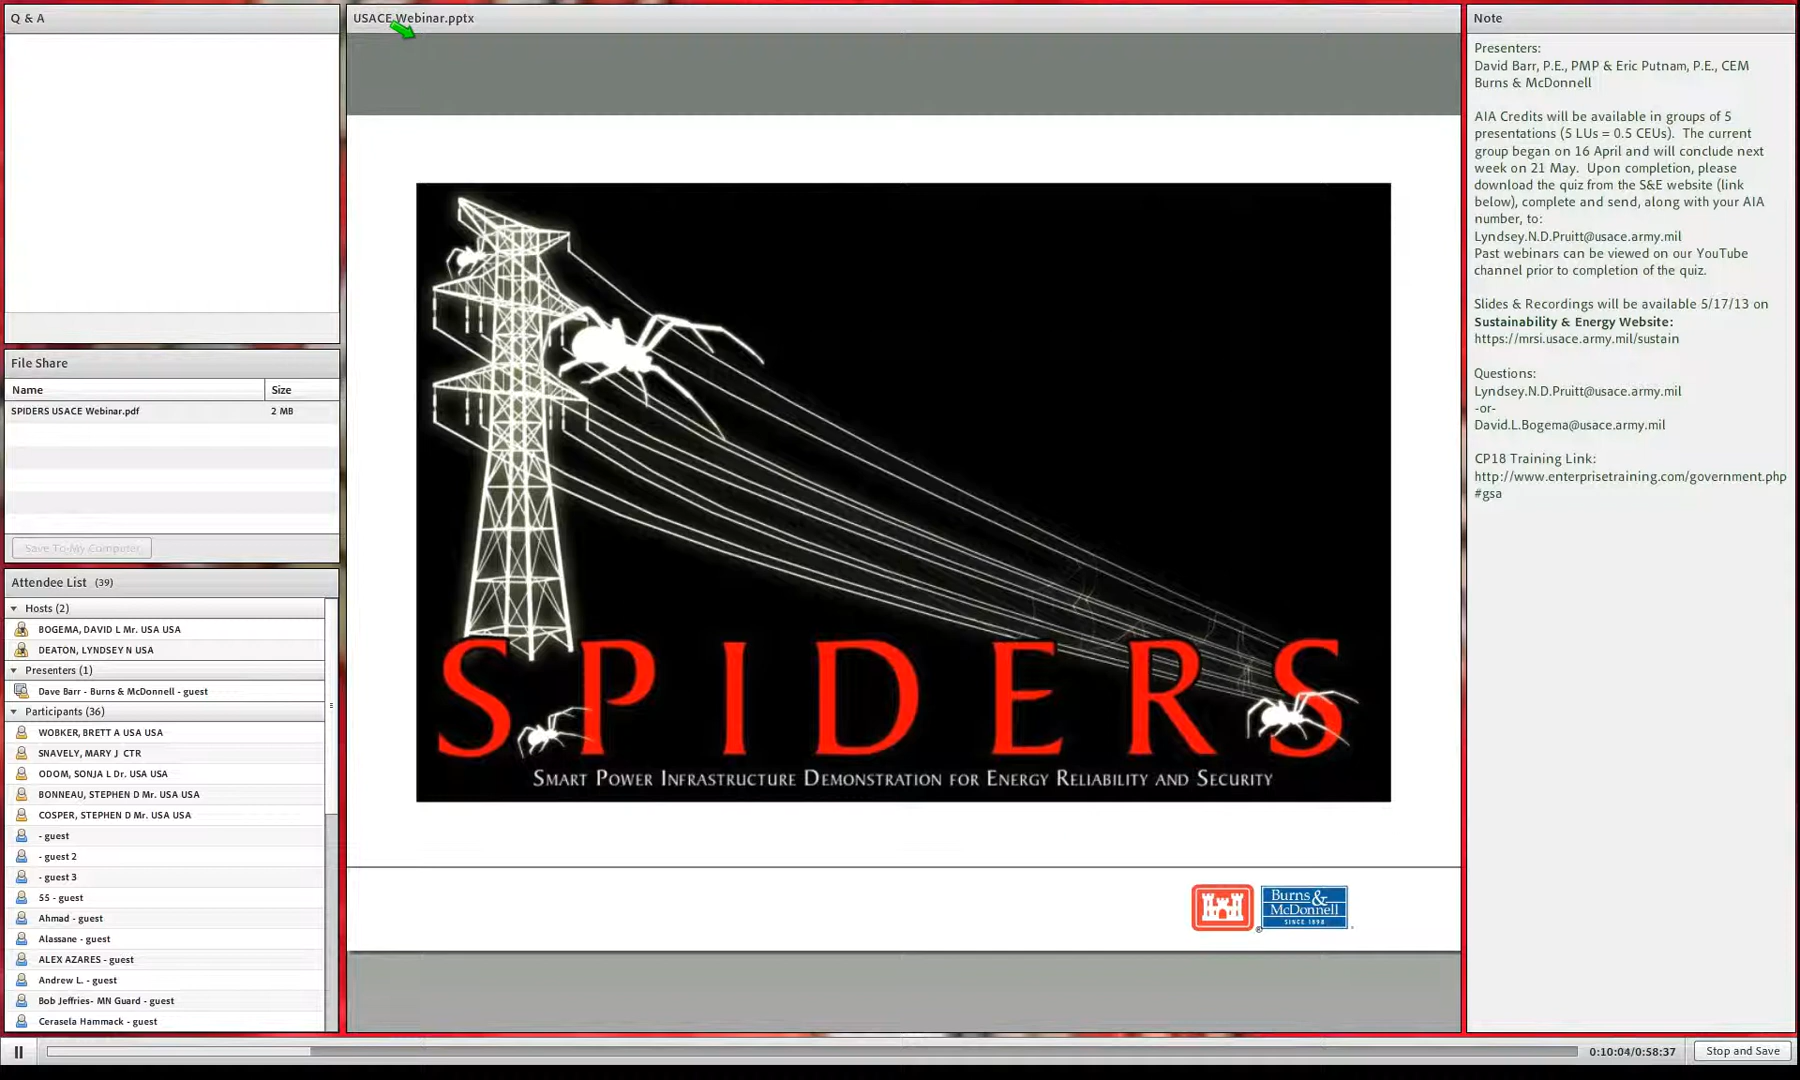 Q & A
File Share
Name Size
SPIDERS USACE Webinar.pdf 2 MB
Save To My Computer
Attendee List (39)
Hosts (2)
BOGEMA, DAVID L Mr. USA USA
DEATON, LYNDSEY N USA
Presenters (1)
Dave Barr - Burns & McDonnell - guest
Participants (36)
WOBKER, BRETT A USA USA
SNAVELY, MARY J CTR
ODOM, SONJA L Dr. USA USA
BONNEAU, STEPHEN D Mr. USA USA
COSPER, STEPHEN D Mr. USA USA
- guest
- guest 2
- guest 3
55 - guest
Ahmad - guest
Alassane - guest
ALEX AZARES - guest
Andrew L. - guest
Bob Jeffries- MN Guard - guest
Cerasela Hammack - guest
USACE Webinar.pptx
SPIDERS
SMART POWER INFRASTRUCTURE DEMONSTRATION FOR ENERGY RELIABILITY AND SECURITY
Burns &
McDonnell
SINCE 1898
Note
Presenters:
David Barr, P.E., PMP & Eric Putnam, P.E., CEM
Burns & McDonnell
AIA Credits will be available in groups of 5
presentations (5 LUs = 0.5 CEUs). The current
group began on 16 April and will conclude next
week on 21 May. Upon completion, please
download the quiz from the S&E website (link
below), complete and send, along with your AIA
number, to:
Lyndsey.N.D.Pruitt@usace.army.mil
Past webinars can be viewed on our YouTube
channel prior to completion of the quiz.
Slides & Recordings will be available 5/17/13 on
Sustainability & Energy Website:
https://mrsi.usace.army.mil/sustain
Questions:
Lyndsey.N.D.Pruitt@usace.army.mil
-or-
David.L.Bogema@usace.army.mil
CP18 Training Link:
http://www.enterprisetraining.com/government.php
#gsa
0:10:04/0:58:37
Stop and Save